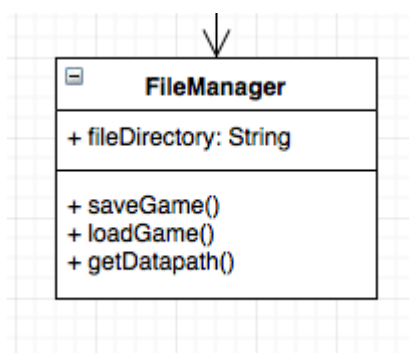 FileManager
+ fileDirectory: String
+ saveGame()
+ loadGame()
+ getDatapath()